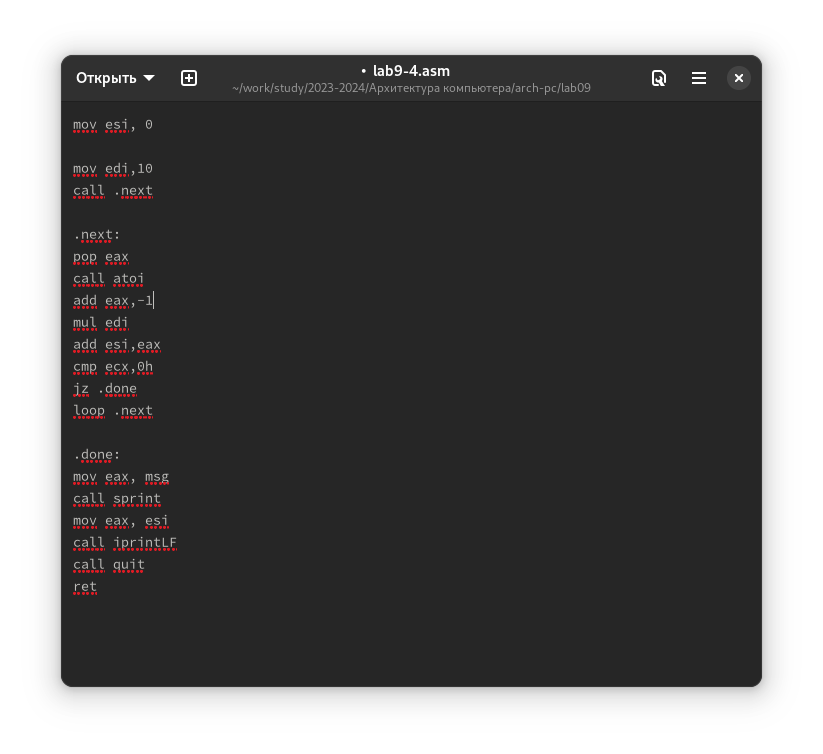 Открыть
• lab9-4.asm
~/work/study/2023-2024/Архитектура компьютера/arch-pc/lab09
mov esi, 0
mov edi,10
call .next
.next:
pop eax
call atoi
add eax,-1
mul edi
add esi,eax
cmp ecx,0h
jz .done
loop .next
.done:
mov eax, msg
call sprint
mov eax, esi
call iprintLF
call quit
ret